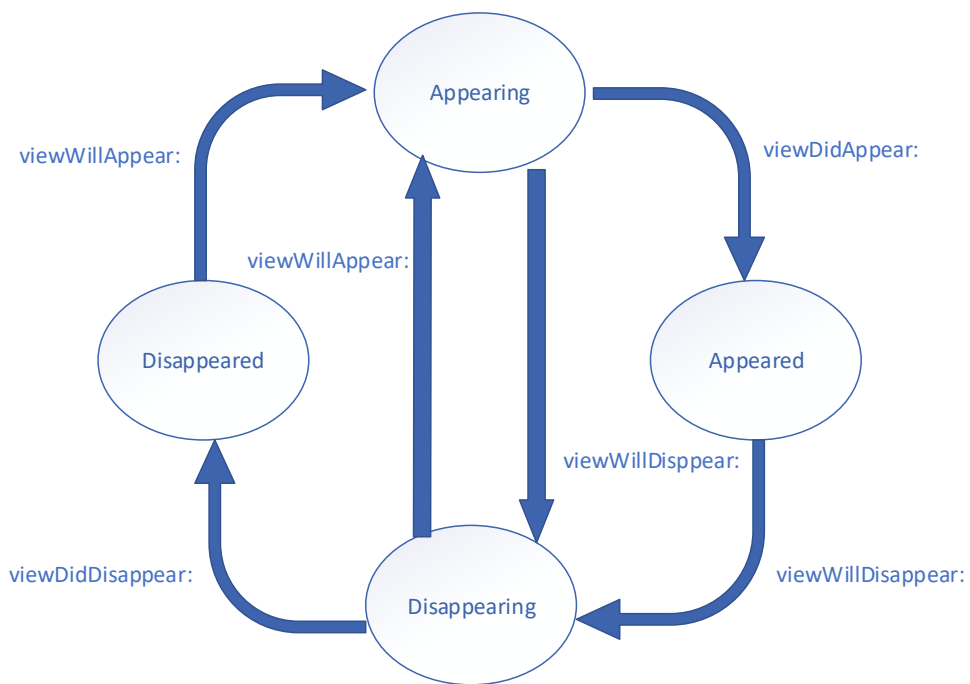 Appearing
viewWillAppear:
viewDidAppear:
viewWillAppear:
Disappeared
Appeared
viewWillDisppear:
viewDidDisappear:
viewWillDisappear:
Disappearing